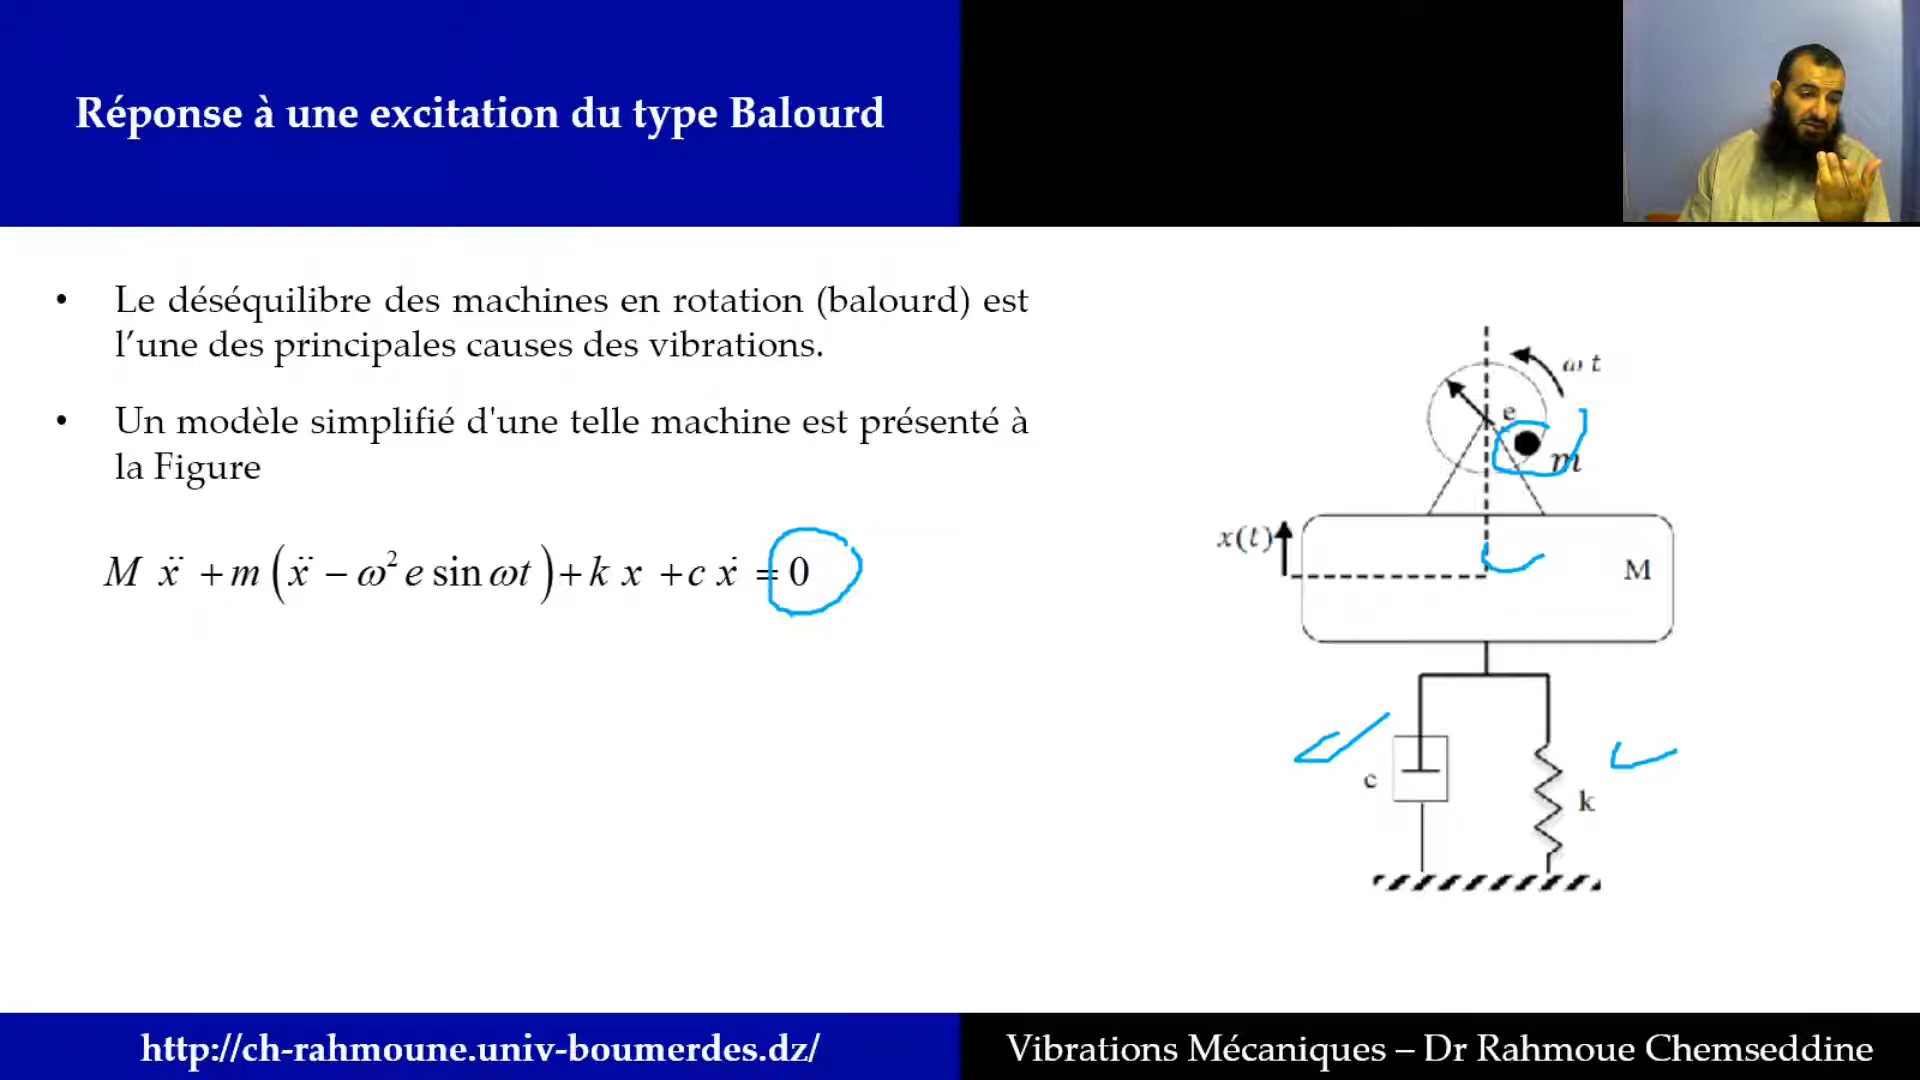 Réponse à une excitation du type Balourd
• Le déséquilibre des machines en rotation (balourd) est
l’une des principales causes des vibrations.
• Un modèle simplifié d'une telle machine est présenté à
la Figure
M ẍ + m (ẍ − ω² e sin ωt) + k x + c ẋ = 0
ω t
e
m
x(t)
M
c
k
http://ch-rahmoune.univ-boumerdes.dz/
Vibrations Mécaniques – Dr Rahmoue Chemseddine